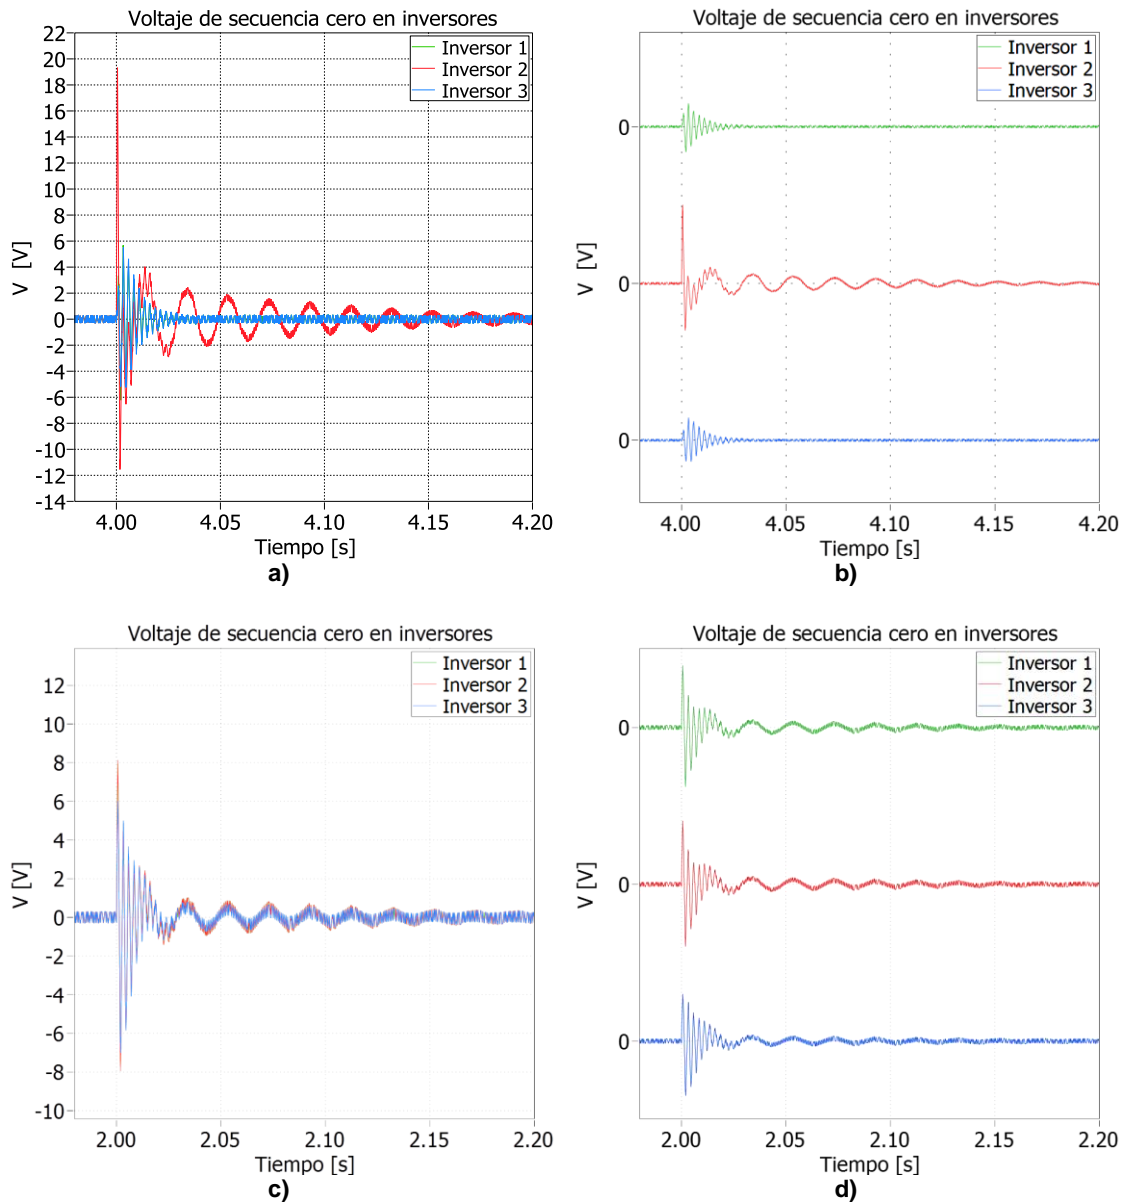 Voltaje de secuencia cero en inversores
22
20
18
16
14
12
10
8
6
4
2
0
-2
-4
-6
-8
-10
-12
-14
V [V]
Inversor 1
Inversor 2
Inversor 3
4.00 4.05 4.10 4.15 4.20
Tiempo [s]
a)
Voltaje de secuencia cero en inversores
Inversor 1
Inversor 2
Inversor 3
0
0
0
V [V]
4.00 4.05 4.10 4.15 4.20
Tiempo [s]
b)
Voltaje de secuencia cero en inversores
Inversor 1
Inversor 2
Inversor 3
12
10
8
6
4
2
0
-2
-4
-6
-8
-10
V [V]
2.00 2.05 2.10 2.15 2.20
Tiempo [s]
c)
Voltaje de secuencia cero en inversores
Inversor 1
Inversor 2
Inversor 3
0
0
0
V [V]
2.00 2.05 2.10 2.15 2.20
Tiempo [s]
d)